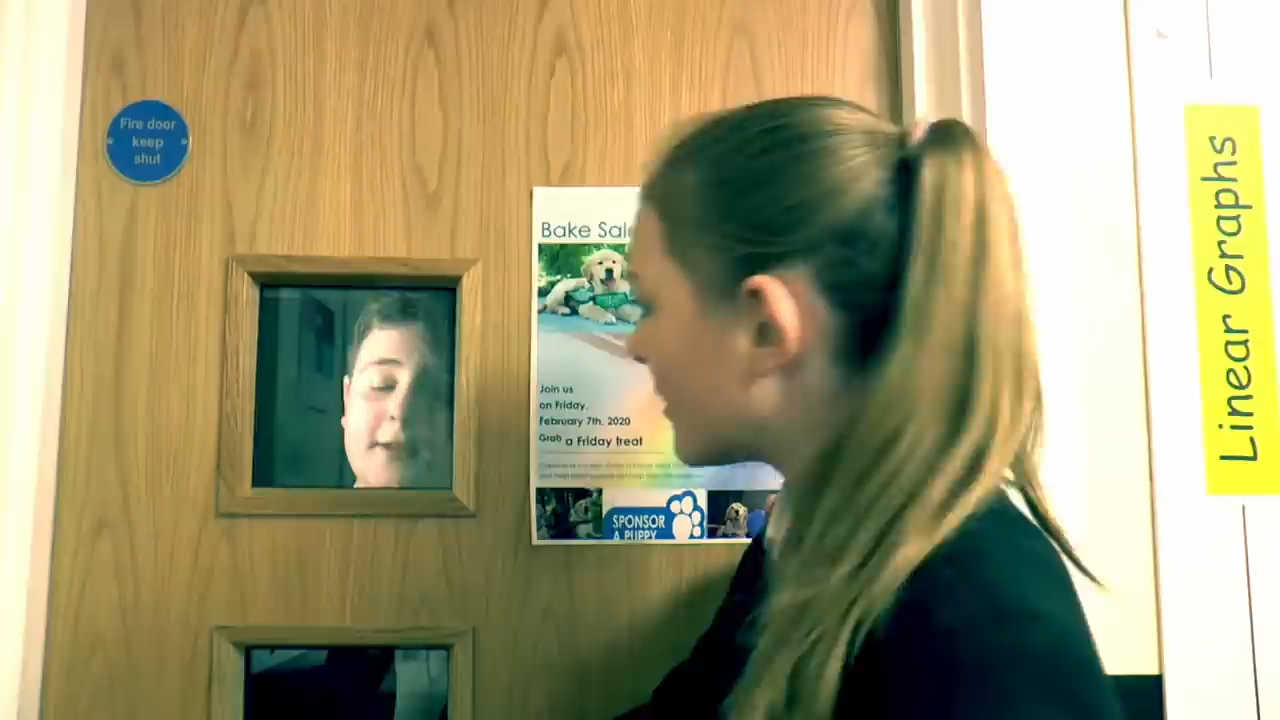 Fire door
keep
shut
Bake Sale
Join us
on Friday,
February 7th, 2020
Grab a Friday treat
SPONSOR
A PUPPY
Linear Graphs